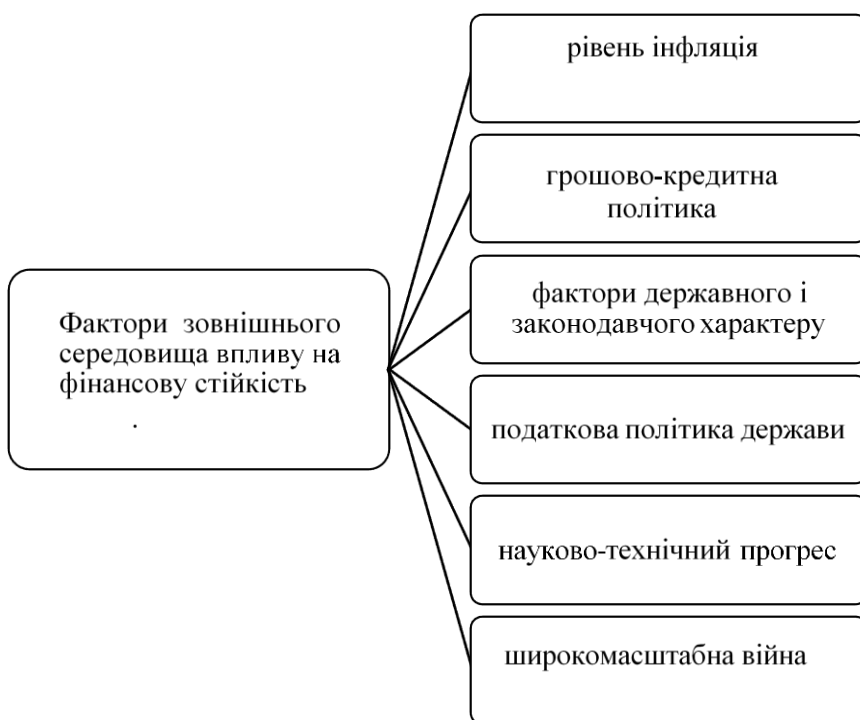 Фактори зовнішнього
середовища впливу на
фінансову стійкість
.
рівень інфляція
грошово-кредитна
політика
фактори державного і
законодавчого характеру
податкова політика держави
науково-технічний прогрес
широкомасштабна війна